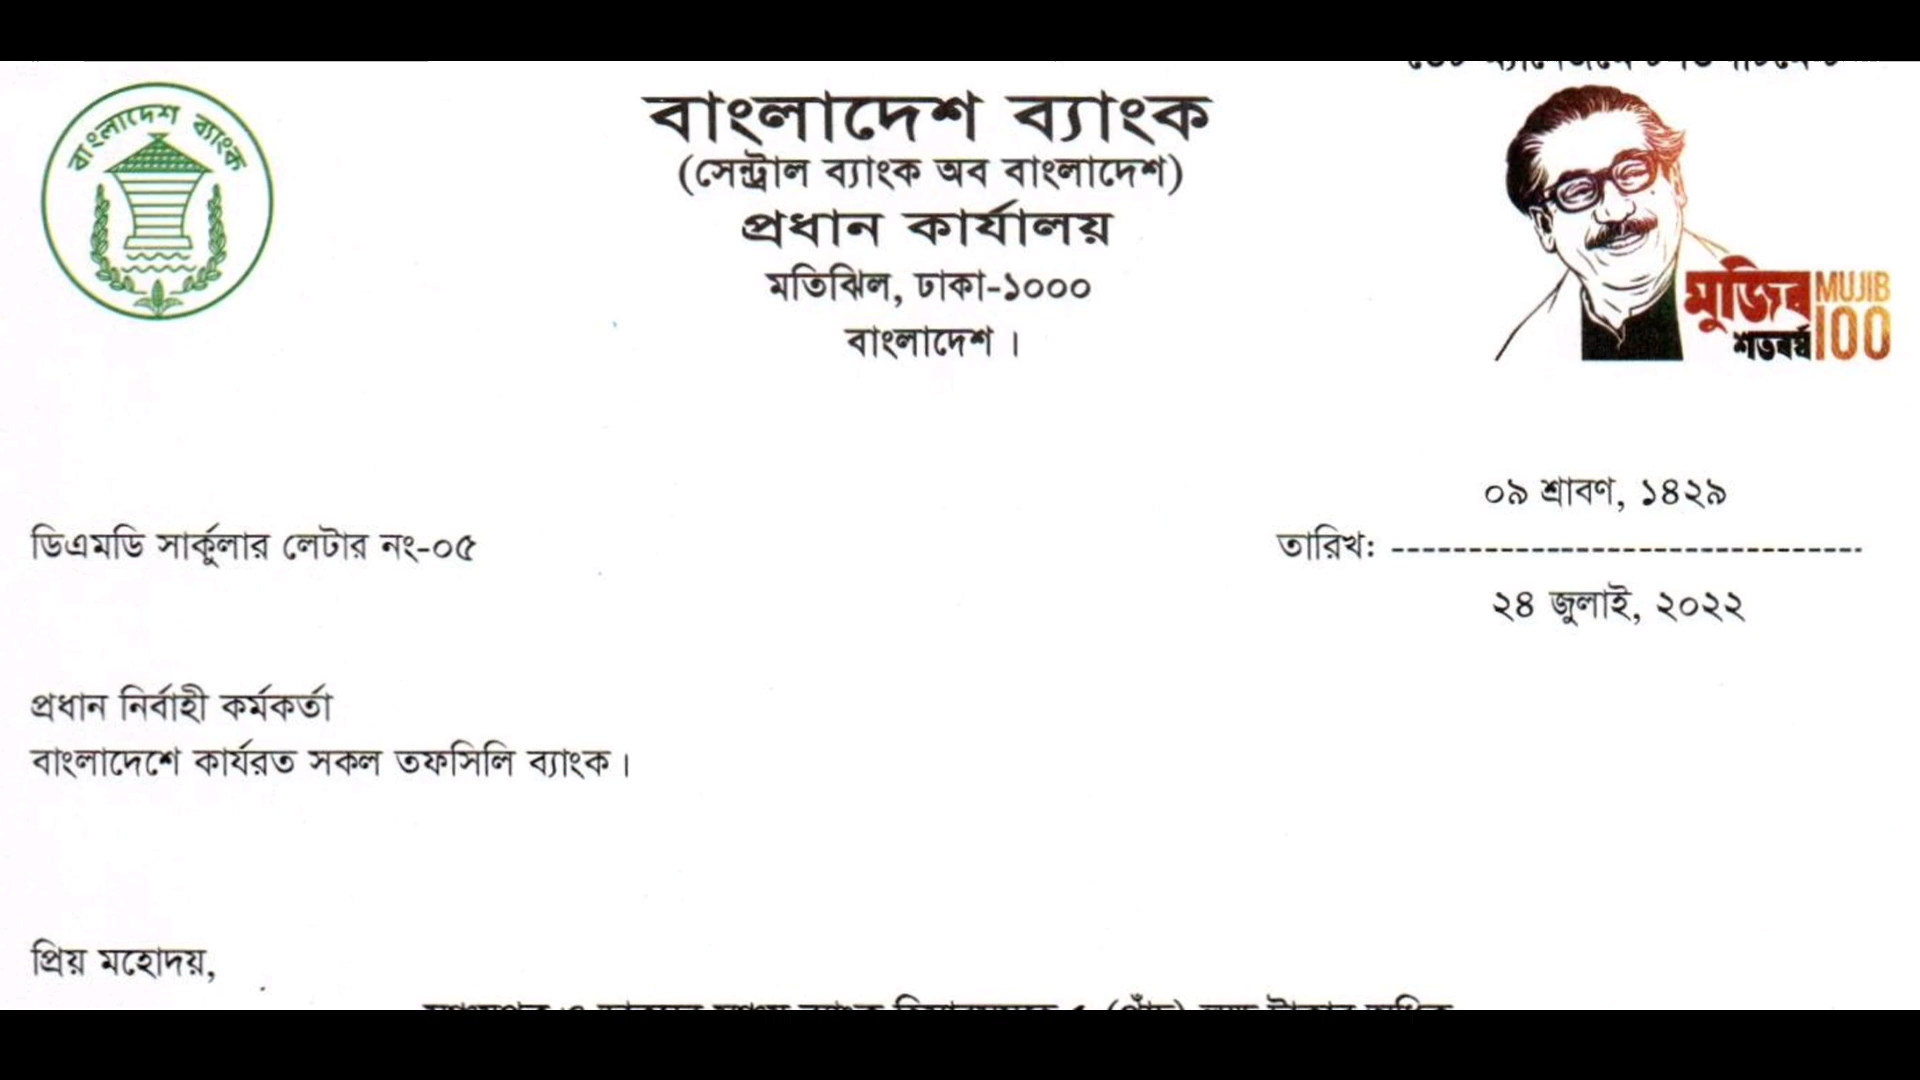 বাংলাদেশ ব্যাংক
বাংলাদেশ ব্যাংক
(সেন্ট্রাল ব্যাংক অব বাংলাদেশ)
প্রধান কার্যালয়
মতিঝিল, ঢাকা-১০০০
বাংলাদেশ।
মুজিব
শতবর্ষ
MUJIB
100
ডিএমডি সার্কুলার লেটার নং-০৫
০৯ শ্রাবণ, ১৪২৯
তারিখ: ------------------------------
২৪ জুলাই, ২০২২
প্রধান নির্বাহী কর্মকর্তা
বাংলাদেশে কার্যরত সকল তফসিলি ব্যাংক।
প্রিয় মহোদয়,